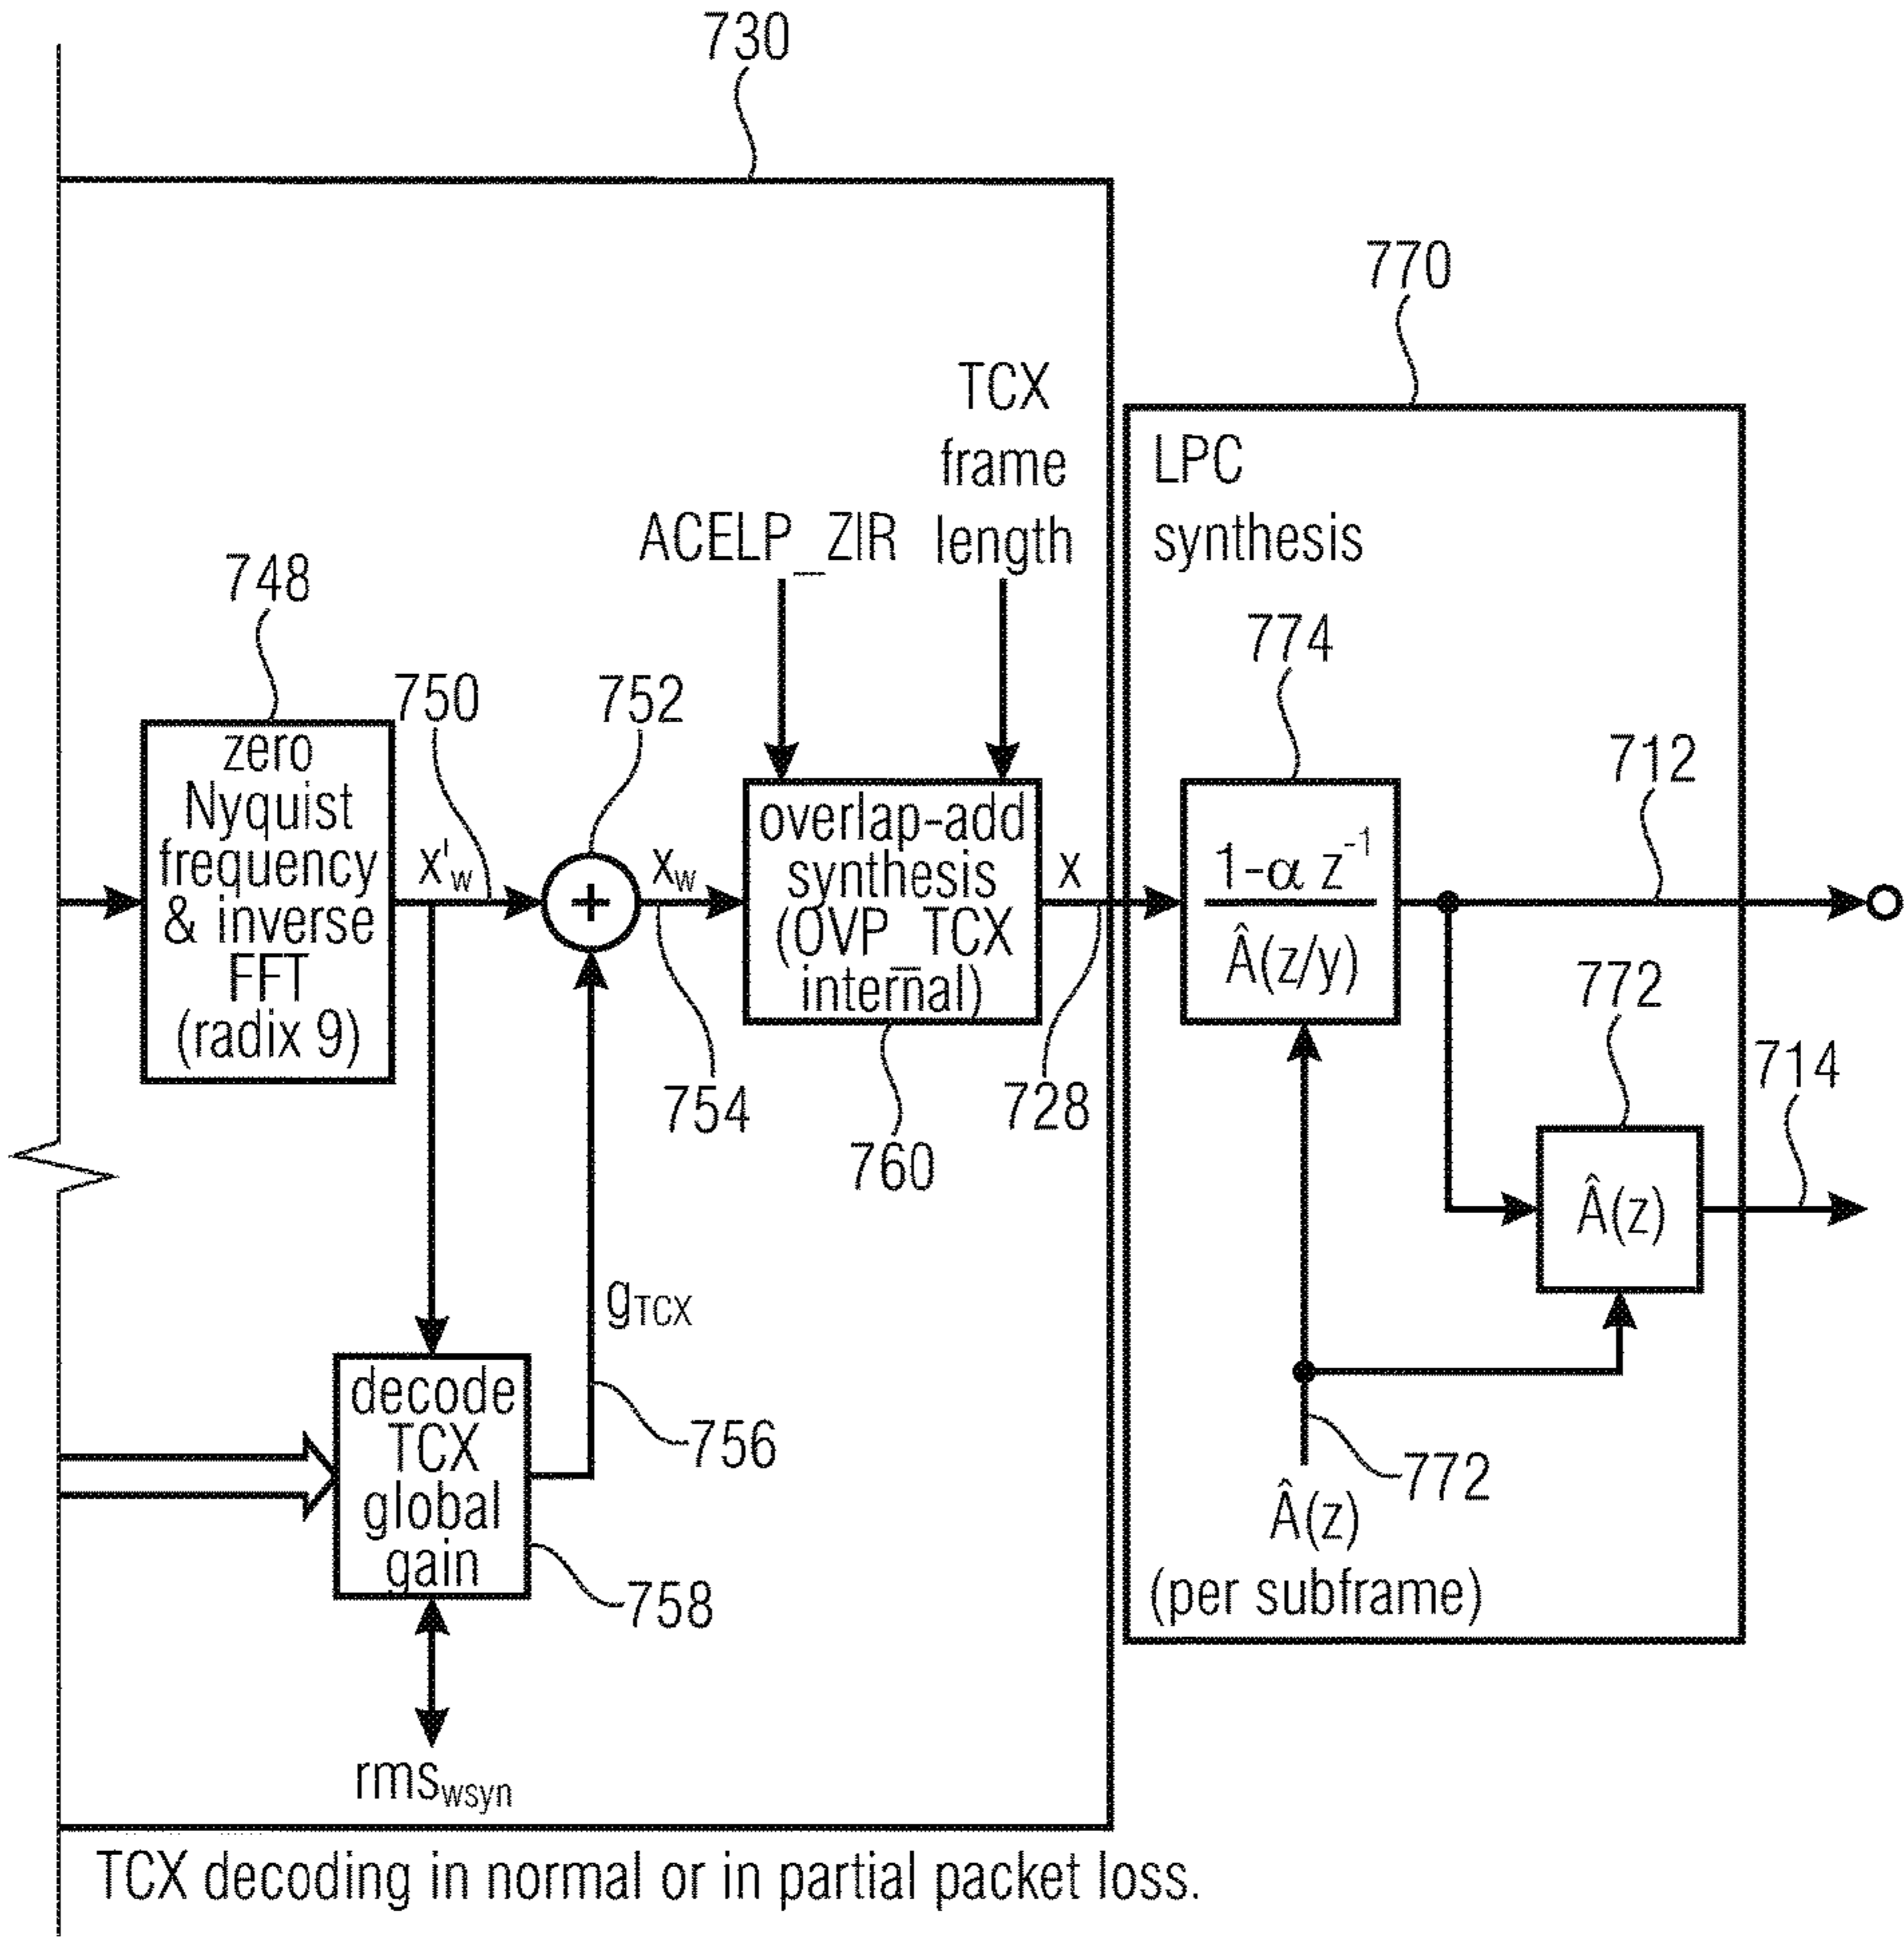 730
770
TCX
frame
length
ACELP_ZIR
LPC
synthesis
748
774
750
752
712
zero
Nyquist
frequency
& inverse
FFT
(radix 9)
x'w
+
xw
overlap-add
synthesis
(OVP_TCX
internal)
x
1-α z⁻¹
Â(z/y)
772
714
754
728
760
Â(z)
gTCX
decode
TCX
global
gain
756
772
Â(z)
(per subframe)
758
rmswsyn
TCX decoding in normal or in partial packet loss.